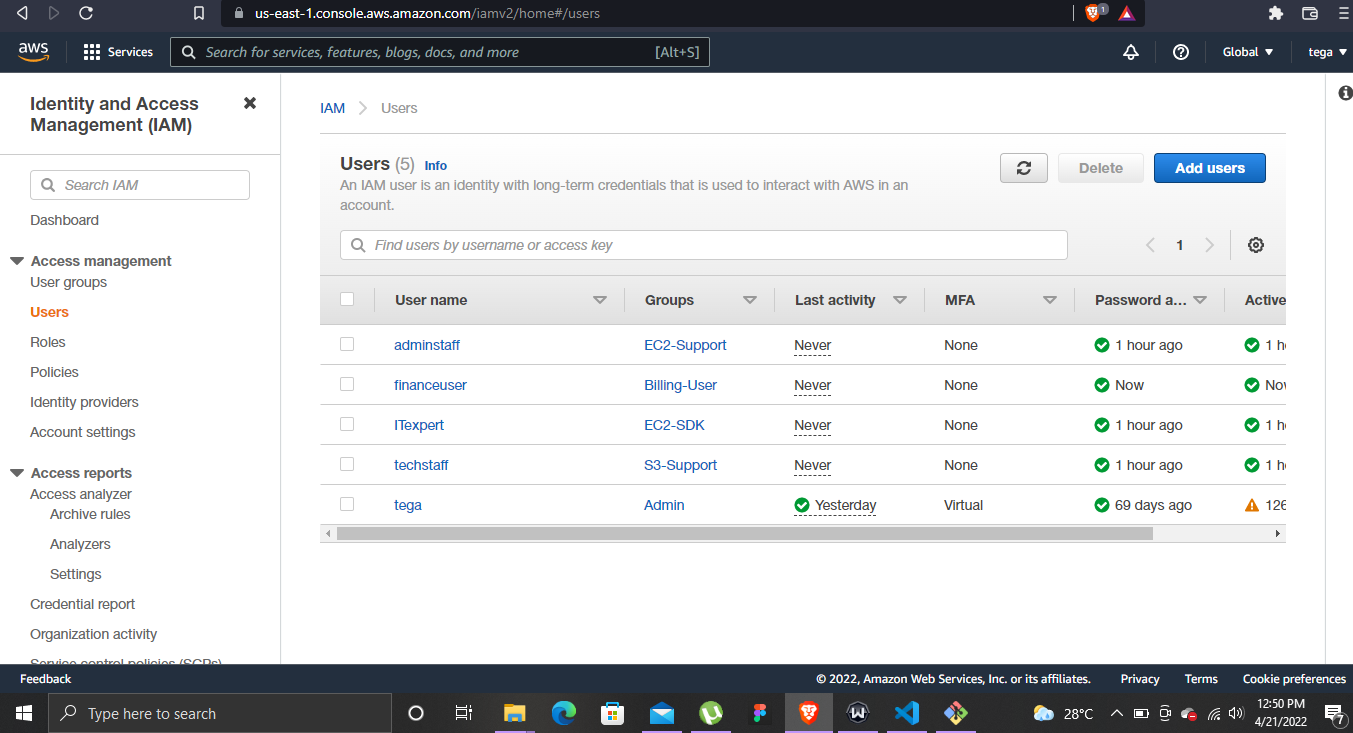 us-east-1.console.aws.amazon.com/iamv2/home#/users
1
aws
Services
Search for services, features, blogs, docs, and more
[Alt+S]
Global
tega
Identity and Access
Management (IAM)
Search IAM
Dashboard
Access management
User groups
Users
Roles
Policies
Identity providers
Account settings
Access reports
Access analyzer
Archive rules
Analyzers
Settings
Credential report
Organization activity
Service control policies (SCPs)
IAM
Users
Users (5) Info
An IAM user is an identity with long-term credentials that is used to interact with AWS in an
account.
Delete
Add users
Find users by username or access key
1
User name Groups Last activity MFA Password a... Active
adminstaff EC2-Support Never None 1 hour ago 1 h
financeuser Billing-User Never None Now Nov
ITexpert EC2-SDK Never None 1 hour ago 1 h
techstaff S3-Support Never None 1 hour ago 1 h
tega Admin Yesterday Virtual 69 days ago 126
Feedback
© 2022, Amazon Web Services, Inc. or its affiliates.
Privacy
Terms
Cookie preferences
Type here to search
28°C
12:50 PM
4/21/2022
7